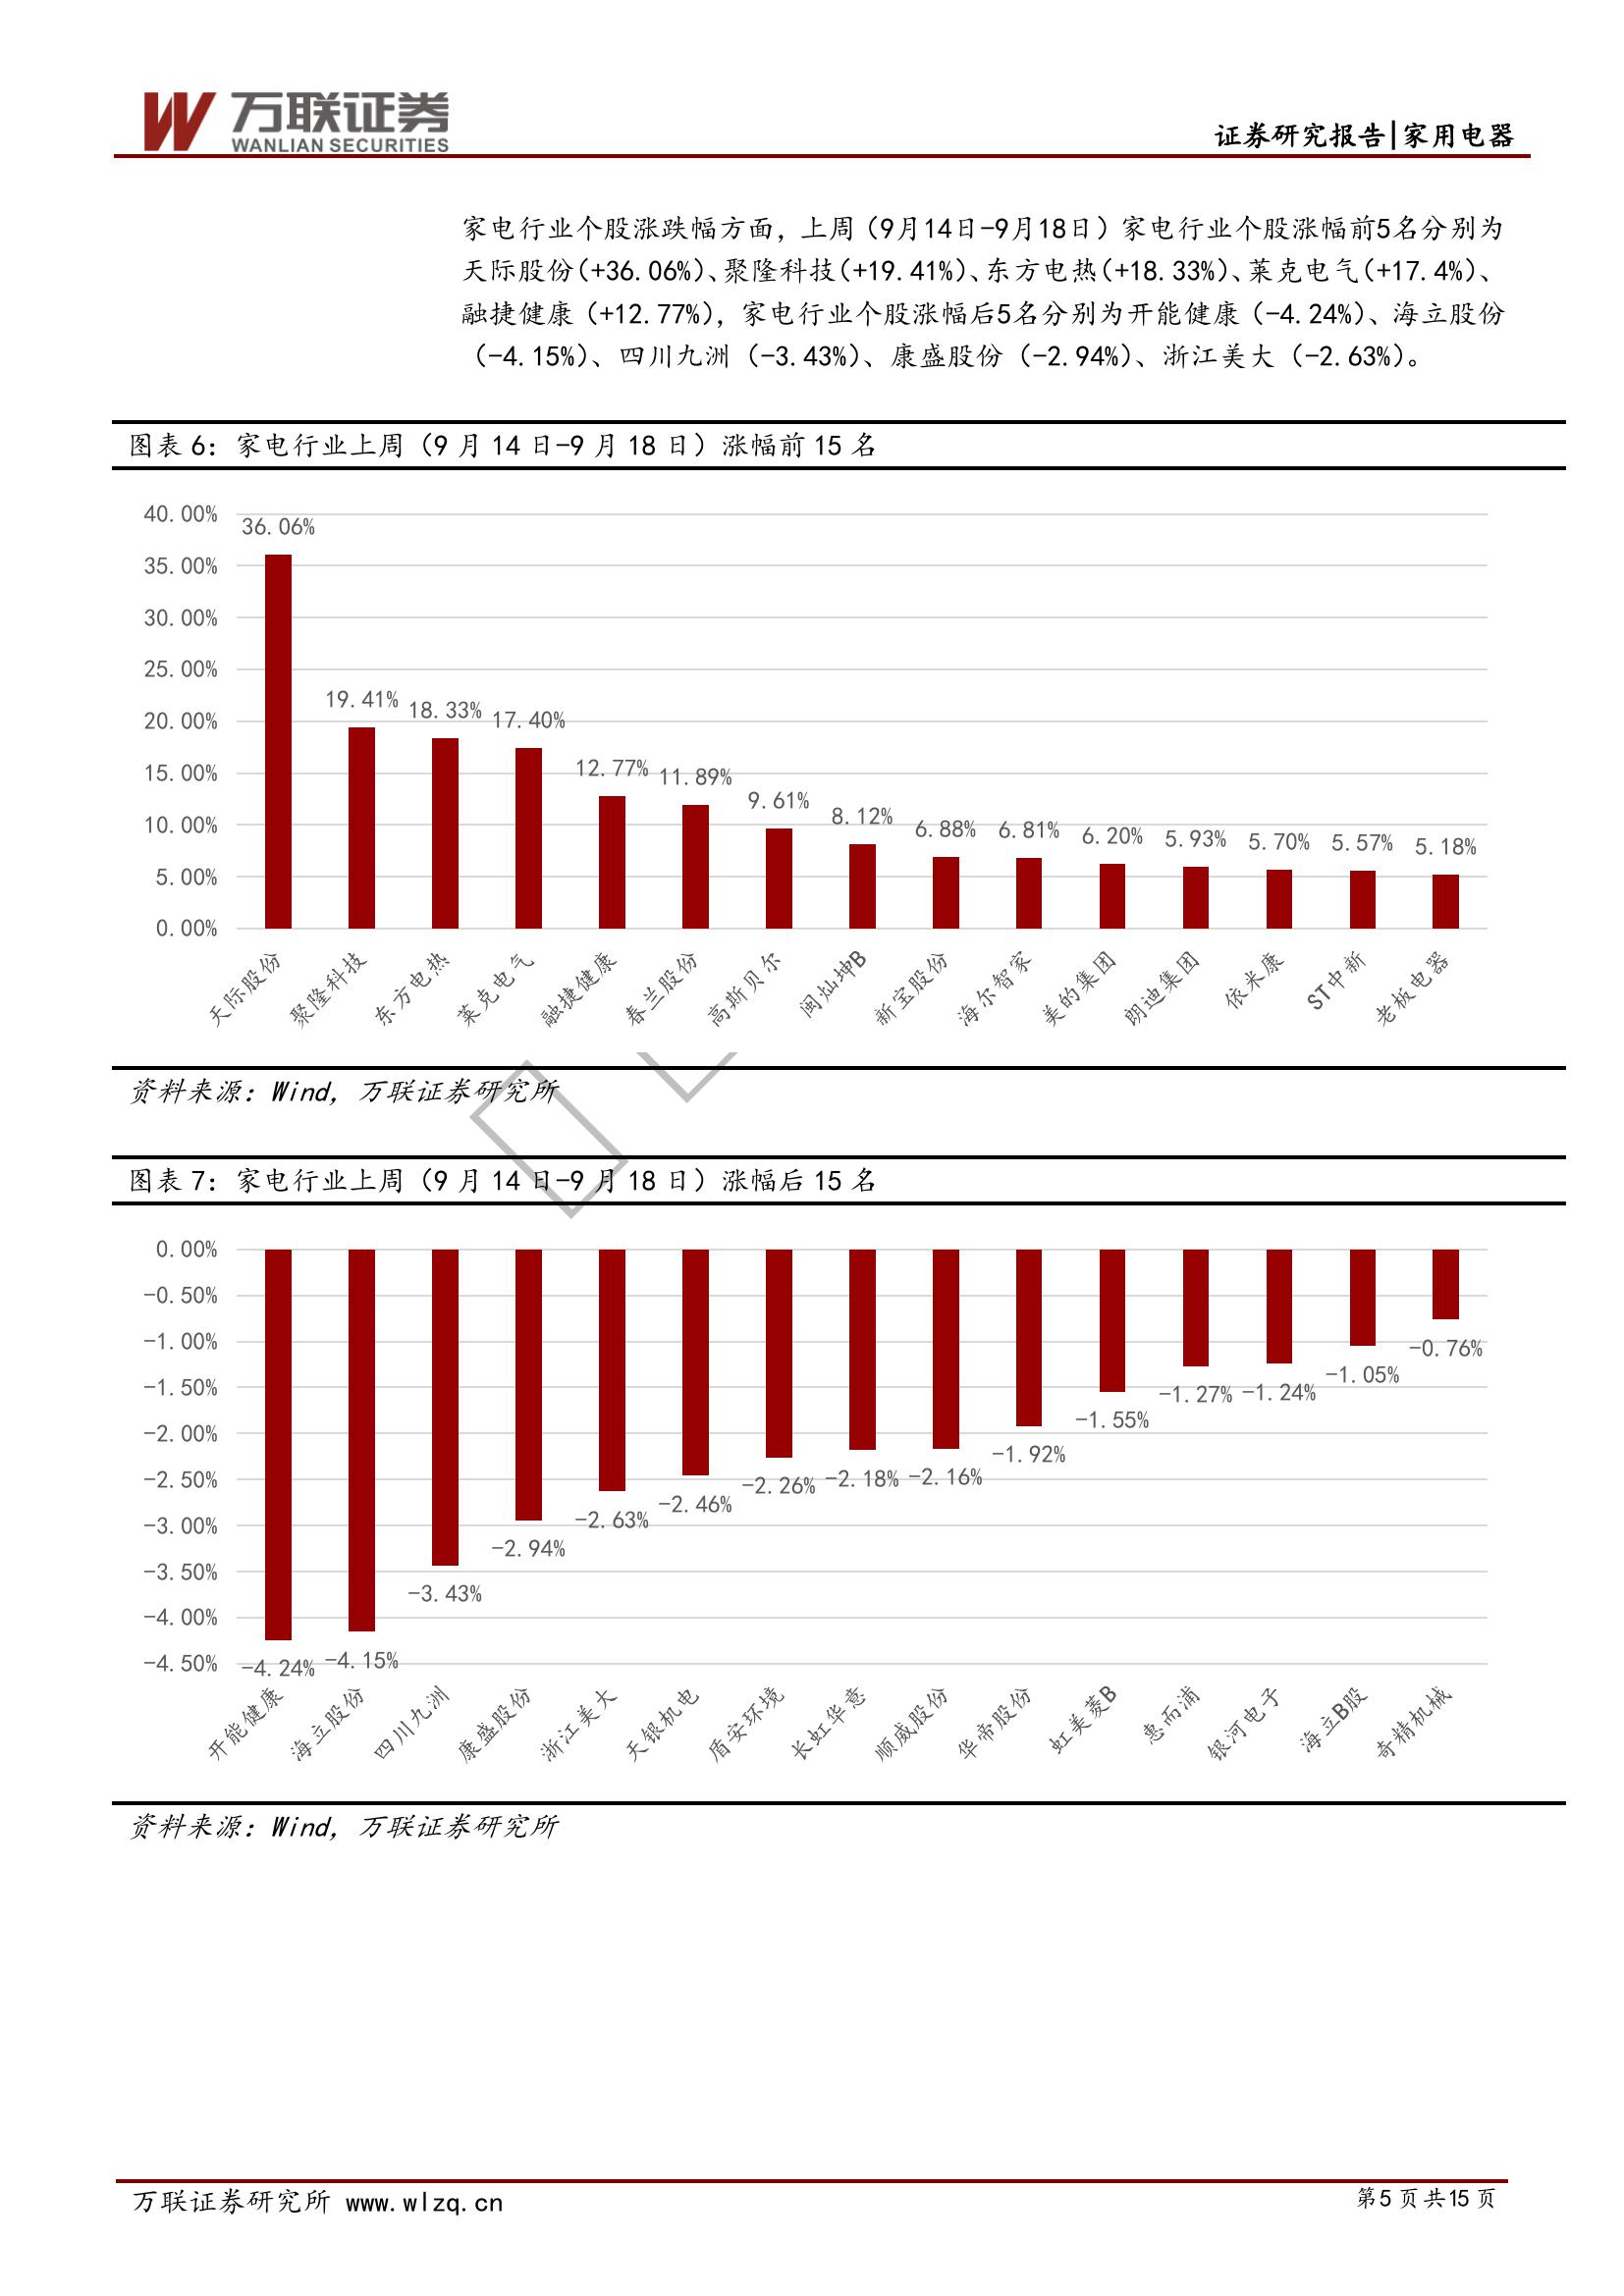 万联证券
WANLIAN SECURITIES
证券研究报告|家用电器
家电行业个股涨跌幅方面，上周（9月14日-9月18日）家电行业个股涨幅前5名分别为
天际股份(+36.06%)、聚隆科技(+19.41%)、东方电热(+18.33%)、莱克电气(+17.4%)、
融捷健康（+12.77%），家电行业个股涨幅后5名分别为开能健康（-4.24%）、海立股份
（-4.15%）、四川九洲（-3.43%）、康盛股份（-2.94%）、浙江美大（-2.63%）。
图表 6：家电行业上周（9 月 14 日-9 月 18 日）涨幅前 15 名
40.00%
35.00%
30.00%
25.00%
20.00%
15.00%
10.00%
5.00%
0.00%
36.06%
19.41%
18.33%
17.40%
12.77%
11.89%
9.61%
8.12%
6.88%
6.81%
6.20%
5.93%
5.70%
5.57%
5.18%
天际股份
聚隆科技
东方电热
莱克电气
融捷健康
春兰股份
高斯贝尔
闽灿坤B
新宝股份
海尔智家
美的集团
朗迪集团
依米康
ST中新
老板电器
资料来源：Wind，万联证券研究所
图表 7：家电行业上周（9 月 14 日-9 月 18 日）涨幅后 15 名
0.00%
-0.50%
-1.00%
-1.50%
-2.00%
-2.50%
-3.00%
-3.50%
-4.00%
-4.50%
-4.24%
-4.15%
-3.43%
-2.94%
-2.63%
-2.46%
-2.26%
-2.18%
-2.16%
-1.92%
-1.55%
-1.27%
-1.24%
-1.05%
-0.76%
开能健康
海立股份
四川九洲
康盛股份
浙江美大
天银机电
盾安环境
长虹华意
顺威股份
华帝股份
虹美菱B
惠而浦
银河电子
海立B股
奇精机械
资料来源：Wind，万联证券研究所
万联证券研究所 www.wlzq.cn
第5 页 共15 页